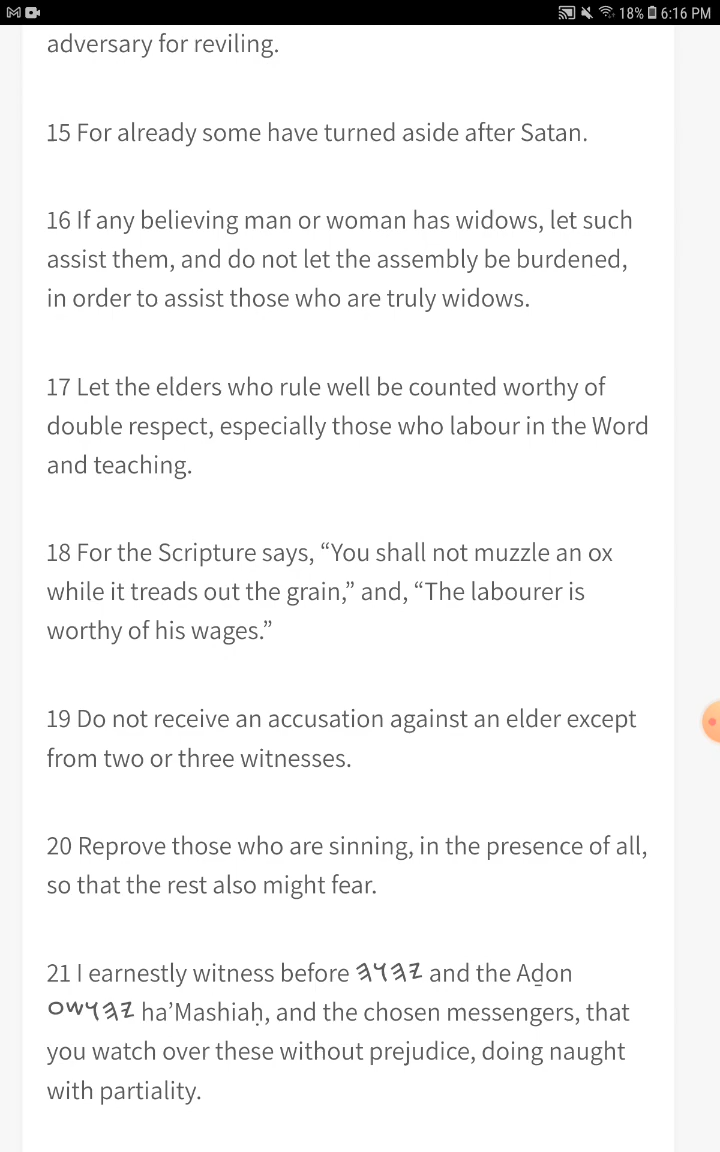 18% 6:16 PM
adversary for reviling.
15 For already some have turned aside after Satan.
16 If any believing man or woman has widows, let such
assist them, and do not let the assembly be burdened,
in order to assist those who are truly widows.
17 Let the elders who rule well be counted worthy of
double respect, especially those who labour in the Word
and teaching.
18 For the Scripture says, “You shall not muzzle an ox
while it treads out the grain,” and, “The labourer is
worthy of his wages.”
19 Do not receive an accusation against an elder except
from two or three witnesses.
20 Reprove those who are sinning, in the presence of all,
so that the rest also might fear.
21 I earnestly witness before 𐤉𐤄𐤅𐤄 and the Aḏon
𐤉𐤄𐤅𐤔𐤏 ha’Mashiaḥ, and the chosen messengers, that
you watch over these without prejudice, doing naught
with partiality.